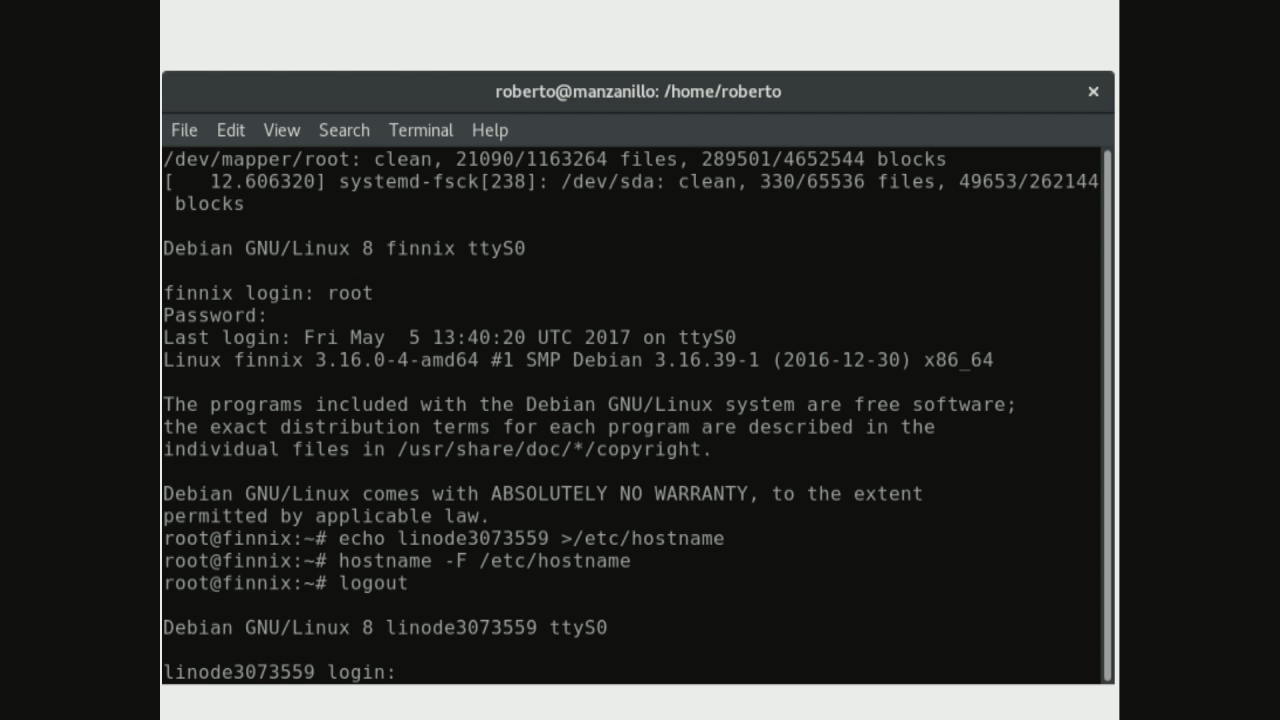 roberto@manzanillo: /home/roberto ×
File Edit View Search Terminal Help
/dev/mapper/root: clean, 21090/1163264 files, 289501/4652544 blocks
[   12.606320] systemd-fsck[238]: /dev/sda: clean, 330/65536 files, 49653/262144
 blocks
Debian GNU/Linux 8 finnix ttyS0
finnix login: root
Password:
Last login: Fri May  5 13:40:20 UTC 2017 on ttyS0
Linux finnix 3.16.0-4-amd64 #1 SMP Debian 3.16.39-1 (2016-12-30) x86_64
The programs included with the Debian GNU/Linux system are free software;
the exact distribution terms for each program are described in the
individual files in /usr/share/doc/*/copyright.
Debian GNU/Linux comes with ABSOLUTELY NO WARRANTY, to the extent
permitted by applicable law.
root@finnix:~# echo linode3073559 >/etc/hostname
root@finnix:~# hostname -F /etc/hostname
root@finnix:~# logout
Debian GNU/Linux 8 linode3073559 ttyS0
linode3073559 login: